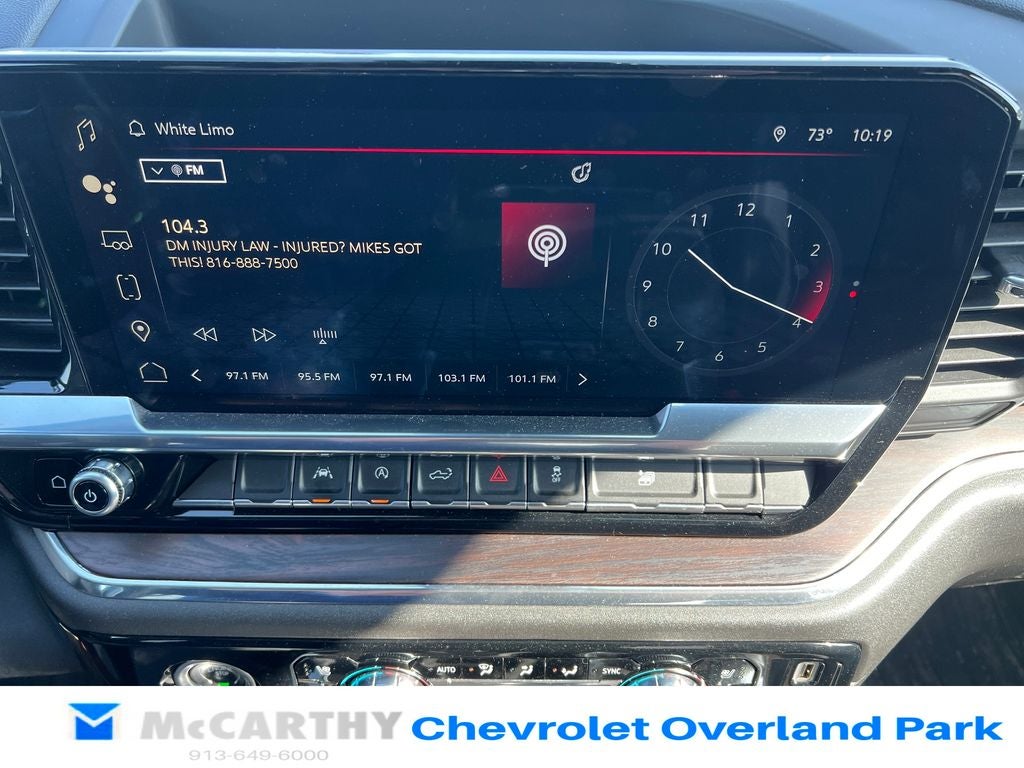 White Limo
73° 10:19
FM
104.3
DM INJURY LAW - INJURED? MIKES GOT
THIS! 816-888-7500
12
11 1
10 2
9 3
8 4
7 5
6
97.1 FM 95.5 FM 97.1 FM 103.1 FM 101.1 FM
A
OFF
AUTO SYNC
McCARTHY Chevrolet Overland Park
913-649-6000